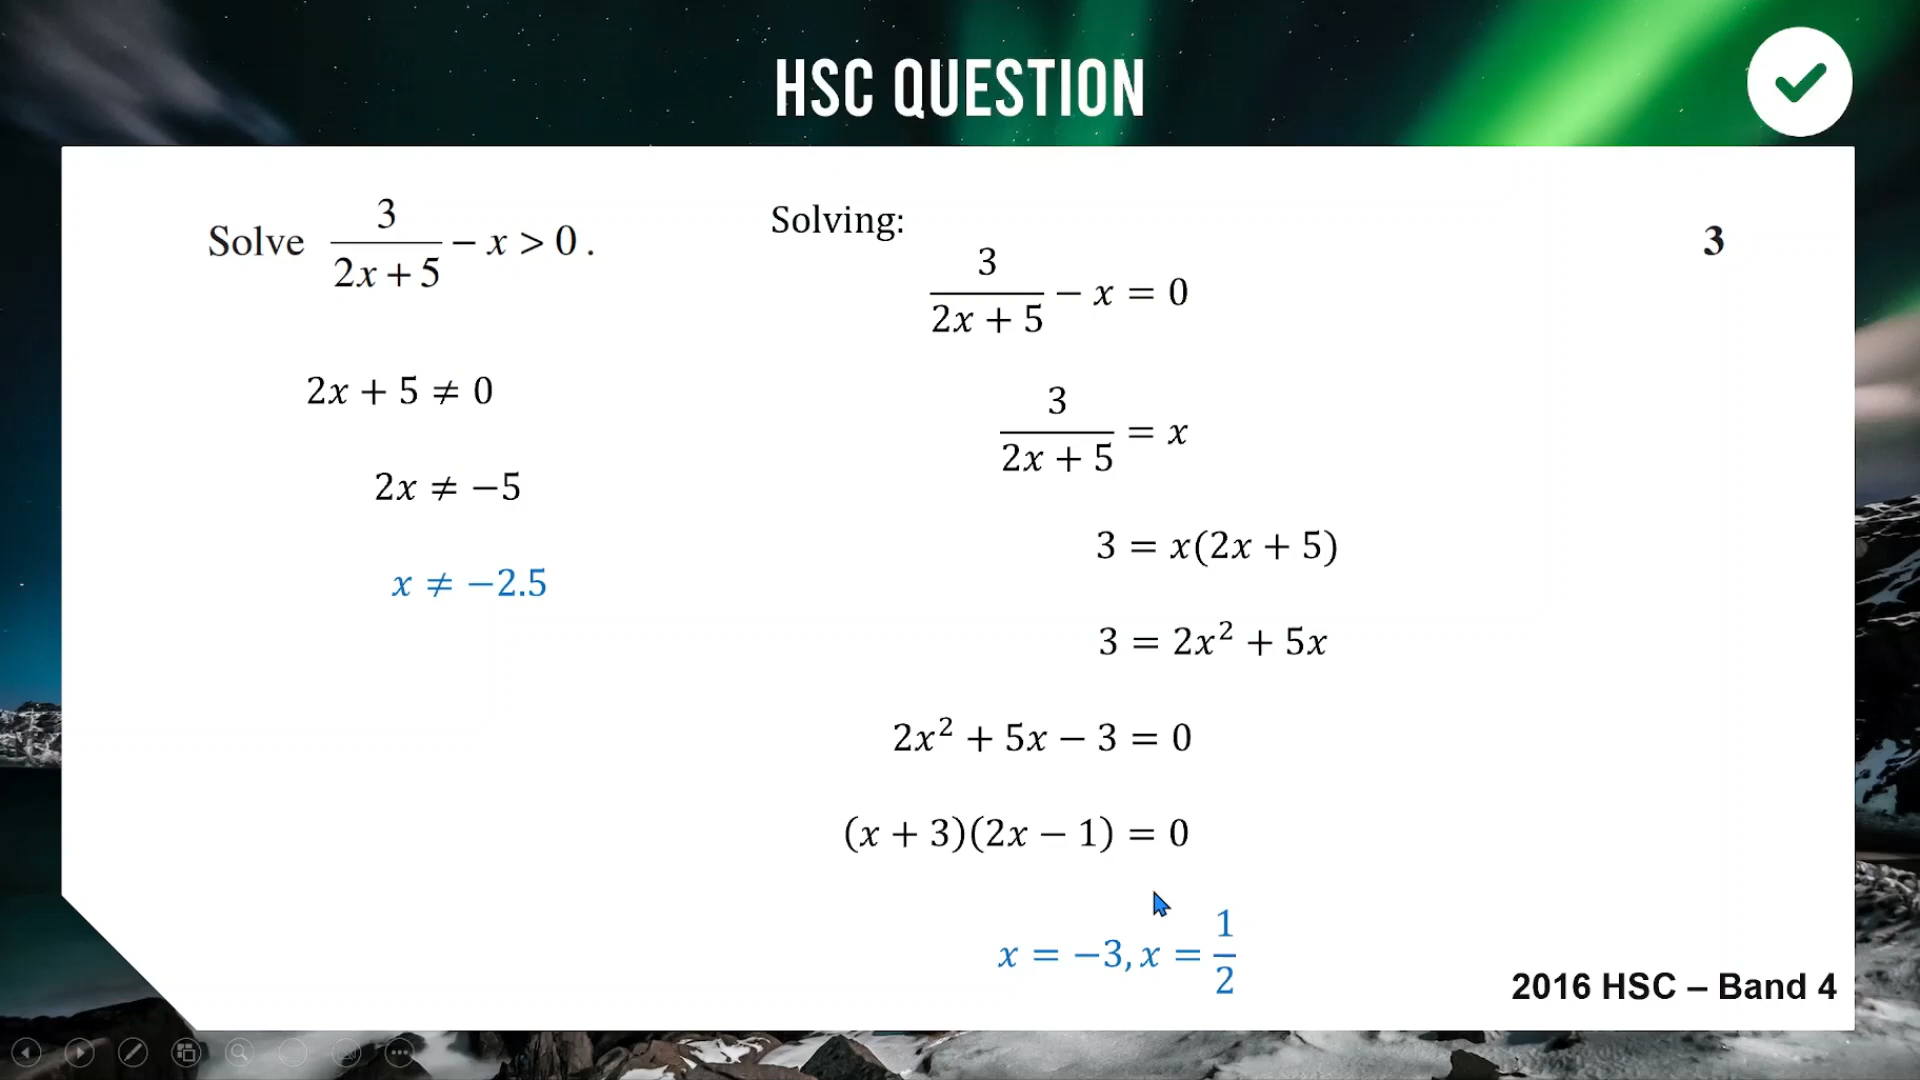 HSC QUESTION
Solve 3/(2x + 5) − x > 0 .
2x + 5 ≠ 0
2x ≠ −5
x ≠ −2.5
Solving:
3/(2x + 5) − x = 0
3/(2x + 5) = x
3 = x(2x + 5)
3 = 2x² + 5x
2x² + 5x − 3 = 0
(x + 3)(2x − 1) = 0
x = −3, x = 1/2
3
2016 HSC – Band 4